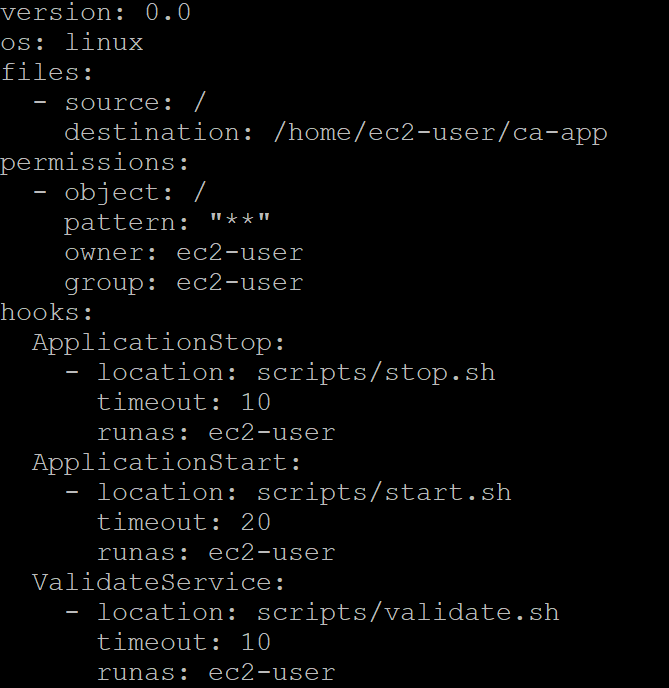 version: 0.0
os: linux
files:
  - source: /
    destination: /home/ec2-user/ca-app
permissions:
  - object: /
    pattern: "**"
    owner: ec2-user
    group: ec2-user
hooks:
  ApplicationStop:
    - location: scripts/stop.sh
      timeout: 10
      runas: ec2-user
  ApplicationStart:
    - location: scripts/start.sh
      timeout: 20
      runas: ec2-user
  ValidateService:
    - location: scripts/validate.sh
      timeout: 10
      runas: ec2-user